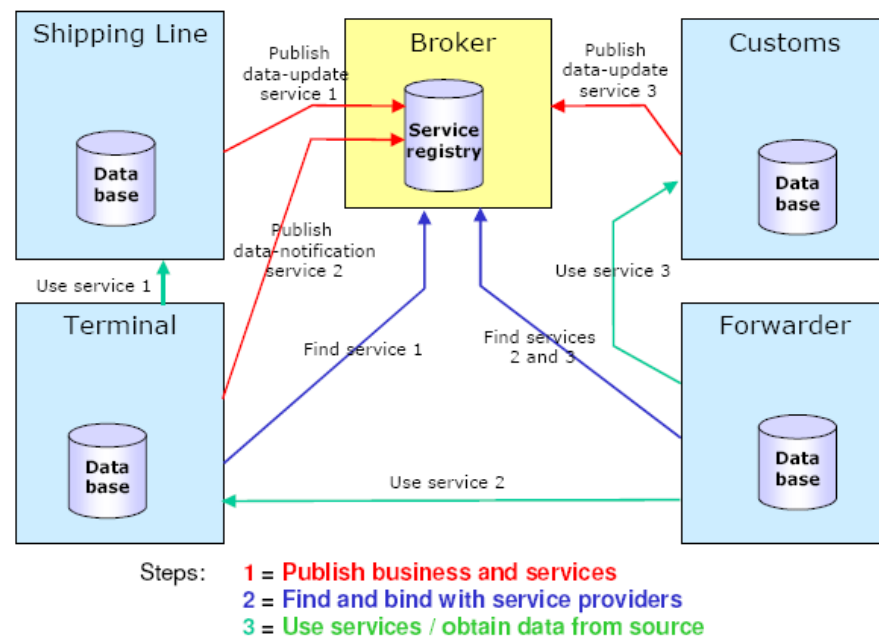 Shipping Line
Broker
Customs
Publish
data-update
service 1
Publish
data-update
service 3
Service
registry
Data
base
Data
base
Publish
data-notification
service 2
Use service 1
Use service 3
Terminal
Forwarder
Find service 1
Find services
2 and 3
Data
base
Data
base
Use service 2
Steps: 1 = Publish business and services
2 = Find and bind with service providers
3 = Use services / obtain data from source